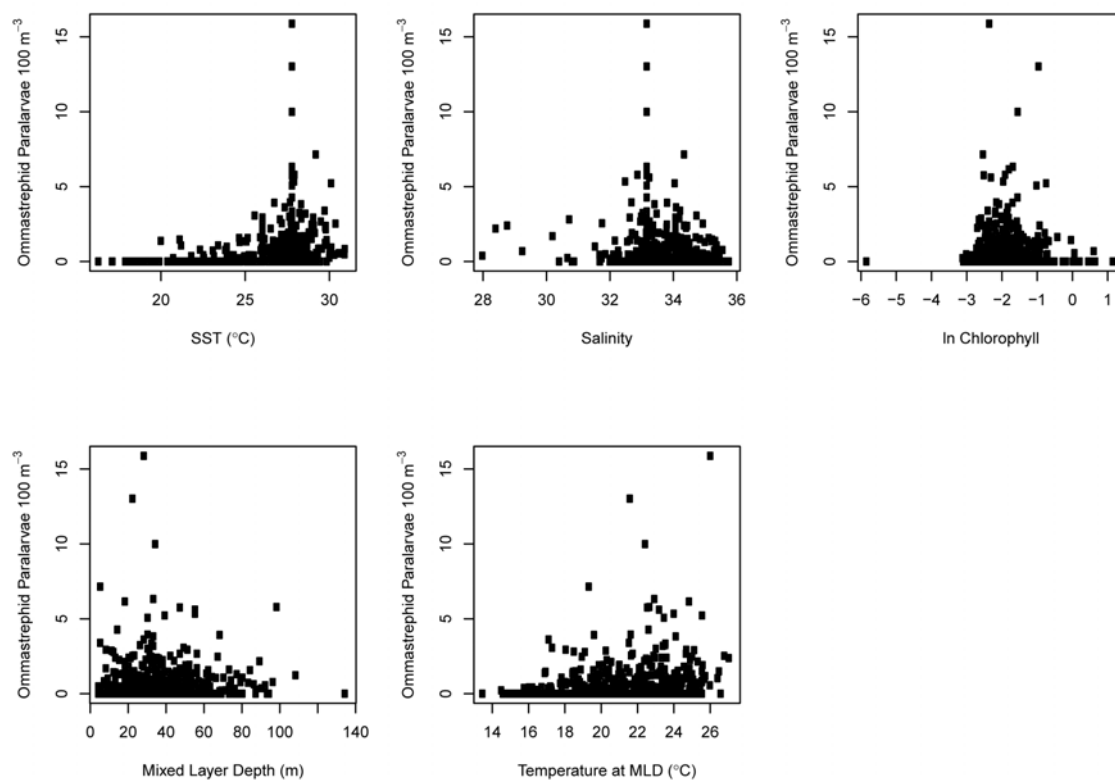 Ommastrephid Paralarvae 100 m⁻³
15
10
5
0
20 25 30
SST (°C)
Ommastrephid Paralarvae 100 m⁻³
15
10
5
0
28 30 32 34 36
Salinity
Ommastrephid Paralarvae 100 m⁻³
15
10
5
0
−6 −5 −4 −3 −2 −1 0 1
ln Chlorophyll
Ommastrephid Paralarvae 100 m⁻³
15
10
5
0
0 20 40 60 80 100 140
Mixed Layer Depth (m)
Ommastrephid Paralarvae 100 m⁻³
15
10
5
0
14 16 18 20 22 24 26
Temperature at MLD (°C)